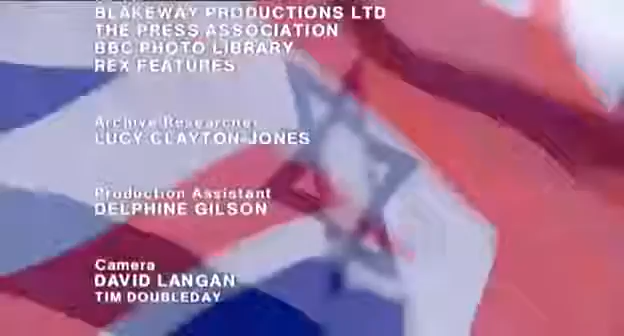 BLAKEWAY PRODUCTIONS LTD
THE PRESS ASSOCIATION
BBC PHOTO LIBRARY
REX FEATURES
Archive Researcher
LUCY CLAYTON-JONES
Production Assistant
DELPHINE GILSON
Camera
DAVID LANGAN
TIM DOUBLEDAY